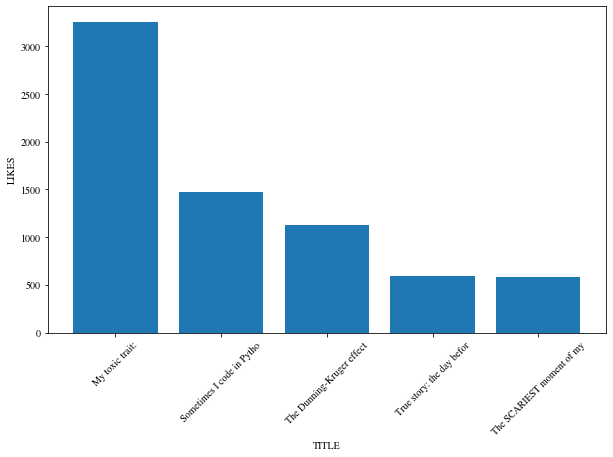 3000
2500
2000
1500
1000
500
0
LIKES
My toxic trait:
Sometimes I code in Pytho
The Dunning-Kruger effect
True story: the day befor
The SCARIEST moment of my
TITLE